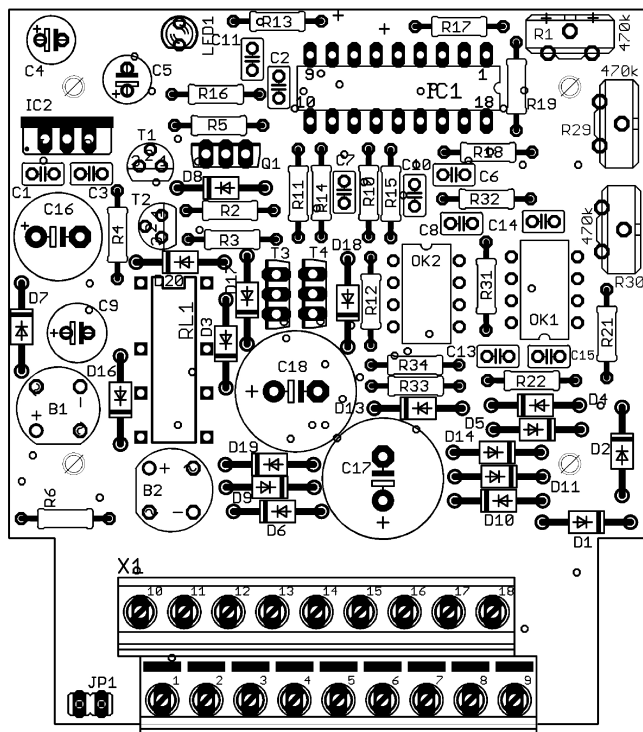 C4
LED1
R13
R17
R1
470k
C11
C2
C5
9
1
R16
10
18
R19
470k
IC2
R5
T1
R29
Q1
R18
C1
C3
D8
C7
C10
C6
R11
R14
R15
R32
C16
T2
R2
R4
C8
C14
470k
R3
D18
T3
T4
OK2
D20
R31
R30
D7
D17
R12
RL1
D3
OK1
R21
C9
D16
C13
C15
R34
C18
R33
R22
B1
D13
D4
D5
D19
D14
D2
C17
B2
D9
D11
R6
D6
D10
D1
X1
10 11 12 13 14 15 16 17 18
JP1
1 2 3 4 5 6 7 8 9